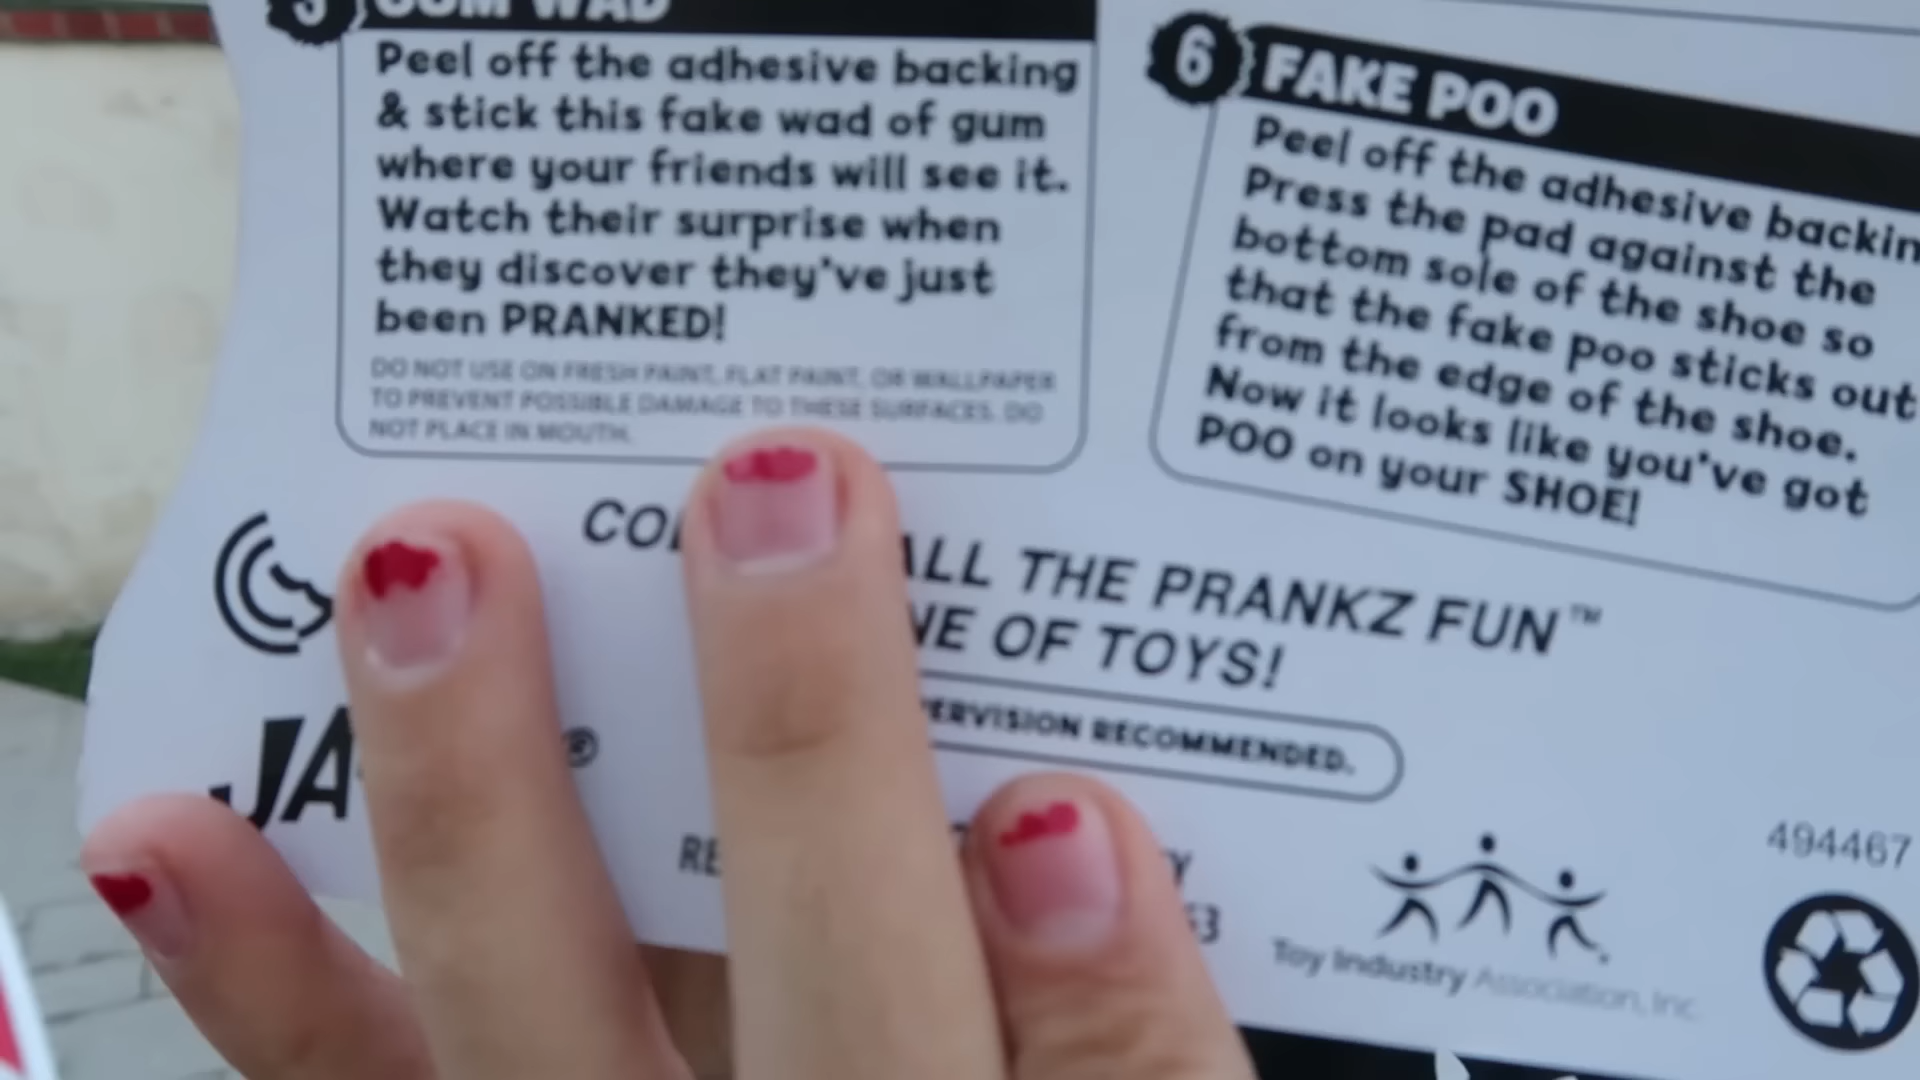 GUM WAD
Peel off the adhesive backing
& stick this fake wad of gum
where your friends will see it.
Watch their surprise when
they discover they've just
been PRANKED!
DO NOT USE ON FRESH PAINT, FLAT PAINT, OR WALLPAPER
TO PREVENT POSSIBLE DAMAGE TO THESE SURFACES. DO
NOT PLACE IN MOUTH.
6 FAKE POO
Peel off the adhesive backin
Press the pad against the
bottom sole of the shoe so
that the fake poo sticks out
from the edge of the shoe.
Now it looks like you've got
POO on your SHOE!
ALL THE PRANKZ FUN™
OF TOYS!
RECOMMENDED.
JA ®
494467
Toy Industry Association, Inc.